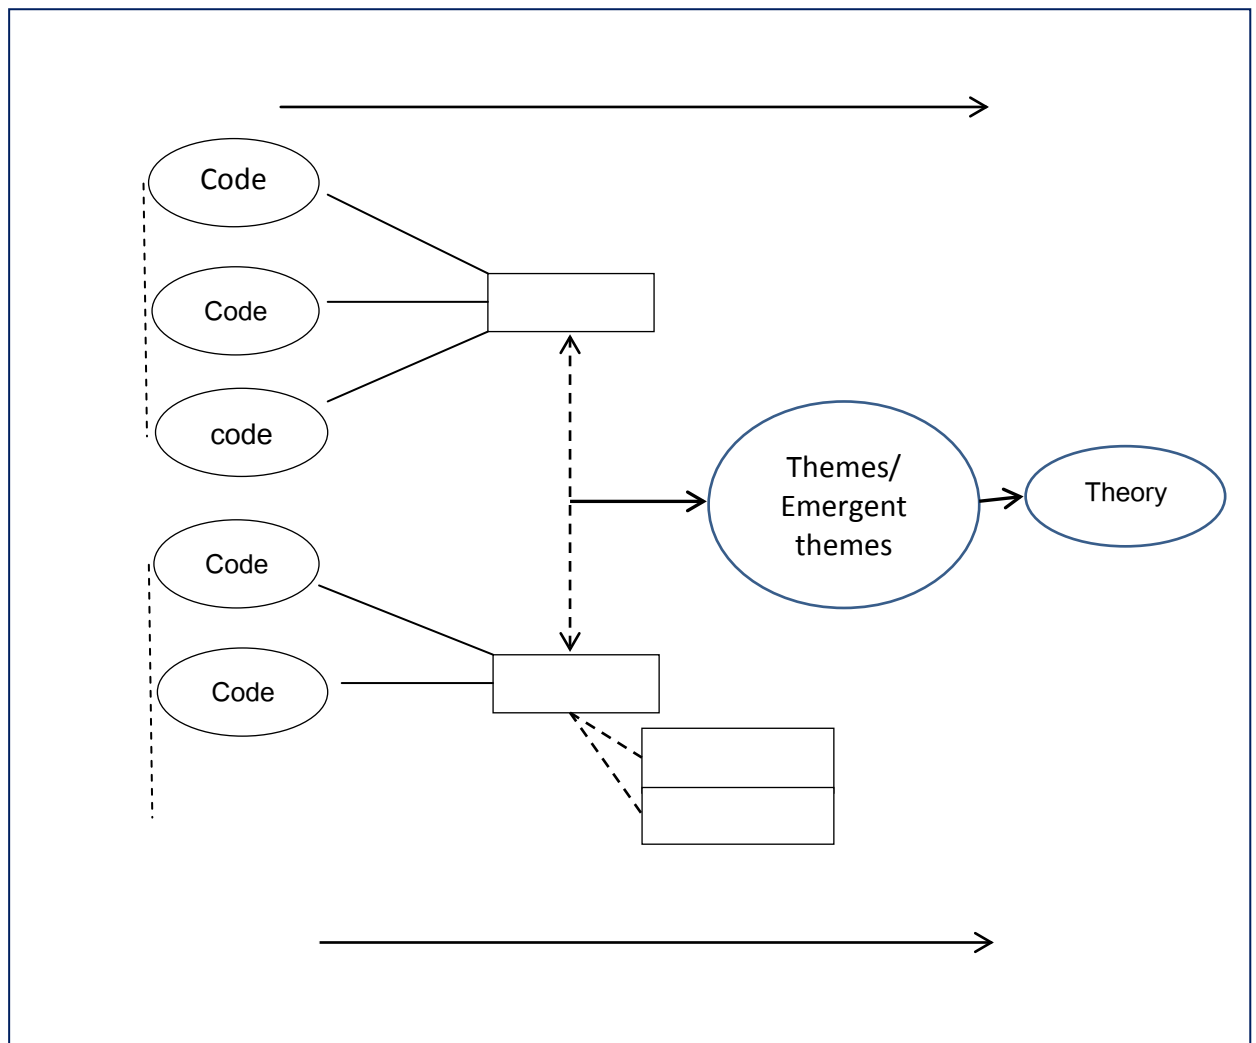 Code
Code
code
Themes/
Emergent
themes
Theory
Code
Code